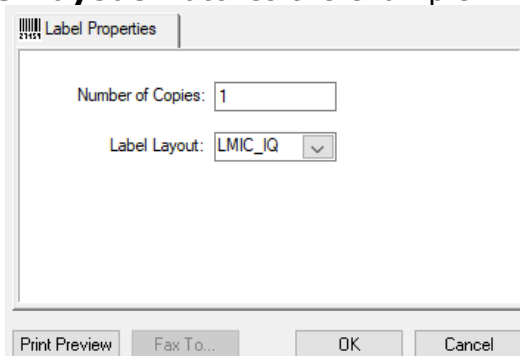 Label Properties
Number of Copies: 1
Label Layout: LMIC_IQ
Print Preview Fax To... OK Cancel